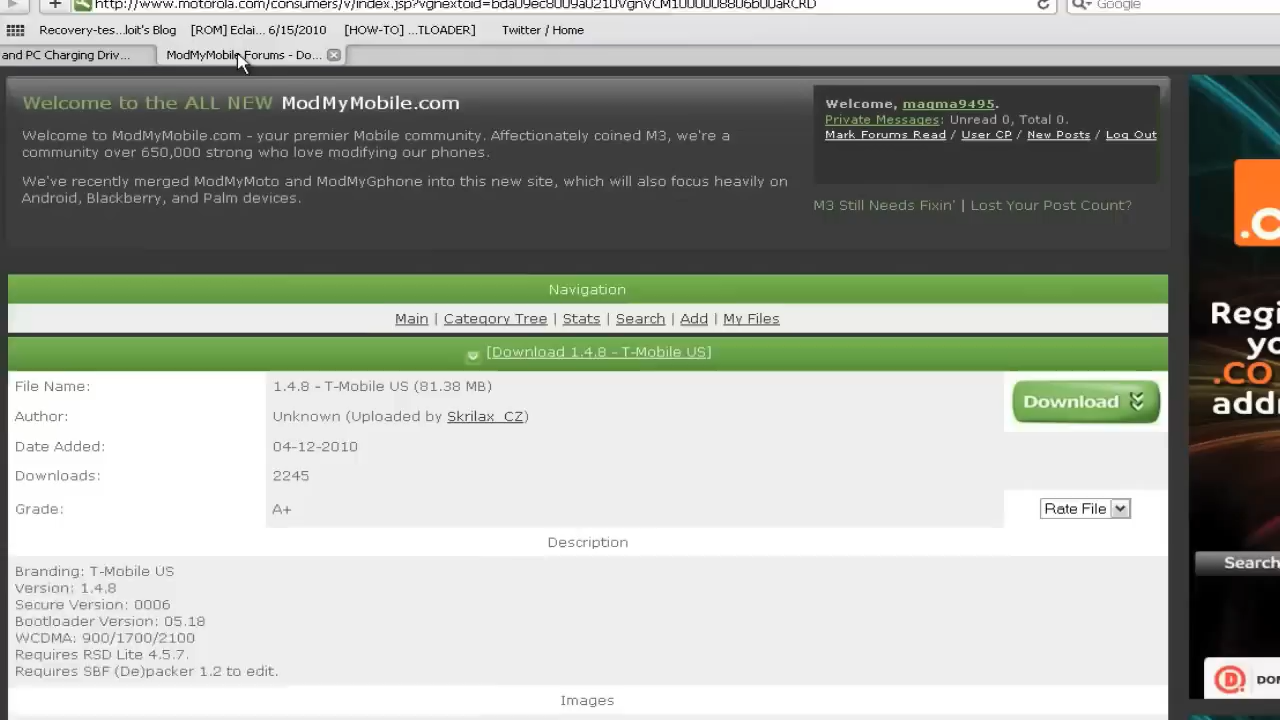 http://www.motorola.com/consumers/v/index.jsp?vgnextoid=bda09ec8009a0210VgnVCM1000008806b00aRCRD
Google
Recovery-tes...loit's Blog [ROM] Eclai... 6/15/2010 [HOW-TO] ...TLOADER] Twitter / Home
and PC Charging Driv... ModMyMobile Forums - Do...
Welcome to the ALL NEW ModMyMobile.com
Welcome to ModMyMobile.com - your premier Mobile community. Affectionately coined M3, we're a
community over 650,000 strong who love modifying our phones.
We've recently merged ModMyMoto and ModMyGphone into this new site, which will also focus heavily on
Android, Blackberry, and Palm devices.
Welcome, maqma9495.
Private Messages: Unread 0, Total 0.
Mark Forums Read / User CP / New Posts / Log Out
M3 Still Needs Fixin' | Lost Your Post Count?
Navigation
Main | Category Tree | Stats | Search | Add | My Files
[Download 1.4.8 - T-Mobile US]
File Name: 1.4.8 - T-Mobile US (81.38 MB)
Download
Author: Unknown (Uploaded by Skrilax_CZ)
Date Added: 04-12-2010
Downloads: 2245
Grade: A+
Rate File
Description
Branding: T-Mobile US
Version: 1.4.8
Secure Version: 0006
Bootloader Version: 05.18
WCDMA: 900/1700/2100
Requires RSD Lite 4.5.7.
Requires SBF (De)packer 1.2 to edit.
Images
.c
Regi
yo
.CO
addr
Search
D
DOM